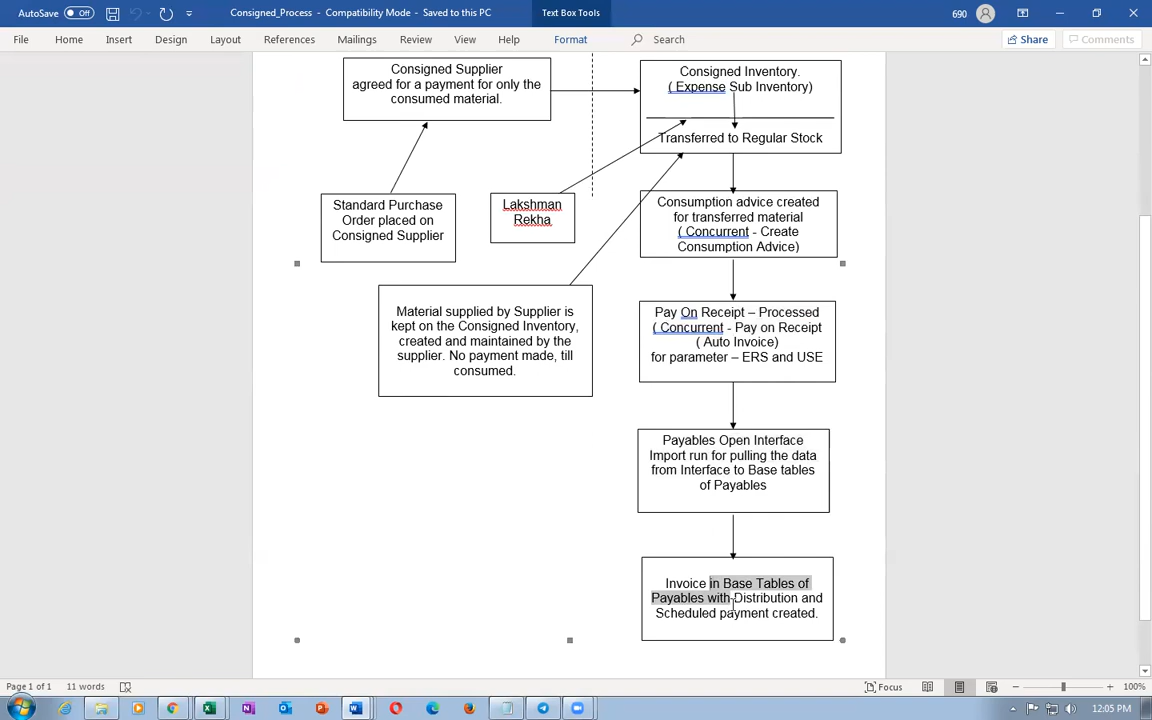 AutoSave
Off
Consigned_Process - Compatibility Mode - Saved to this PC
Text Box Tools
690
File
Home
Insert
Design
Layout
References
Mailings
Review
View
Help
Format
Search
Share
Comments
Consigned Supplier
agreed for a payment for only the
consumed material.
Consigned Inventory.
( Expense Sub Inventory)
Transferred to Regular Stock
Standard Purchase
Order placed on
Consigned Supplier
Lakshman
Rekha
Consumption advice created
for transferred material
( Concurrent - Create
Consumption Advice)
Material supplied by Supplier is
kept on the Consigned Inventory,
created and maintained by the
supplier. No payment made, till
consumed.
Pay On Receipt – Processed
( Concurrent - Pay on Receipt
( Auto Invoice)
for parameter – ERS and USE
Payables Open Interface
Import run for pulling the data
from Interface to Base tables
of Payables
Invoice in Base Tables of
Payables with Distribution and
Scheduled payment created.
Page 1 of 1
11 words
Focus
100%
12:05 PM